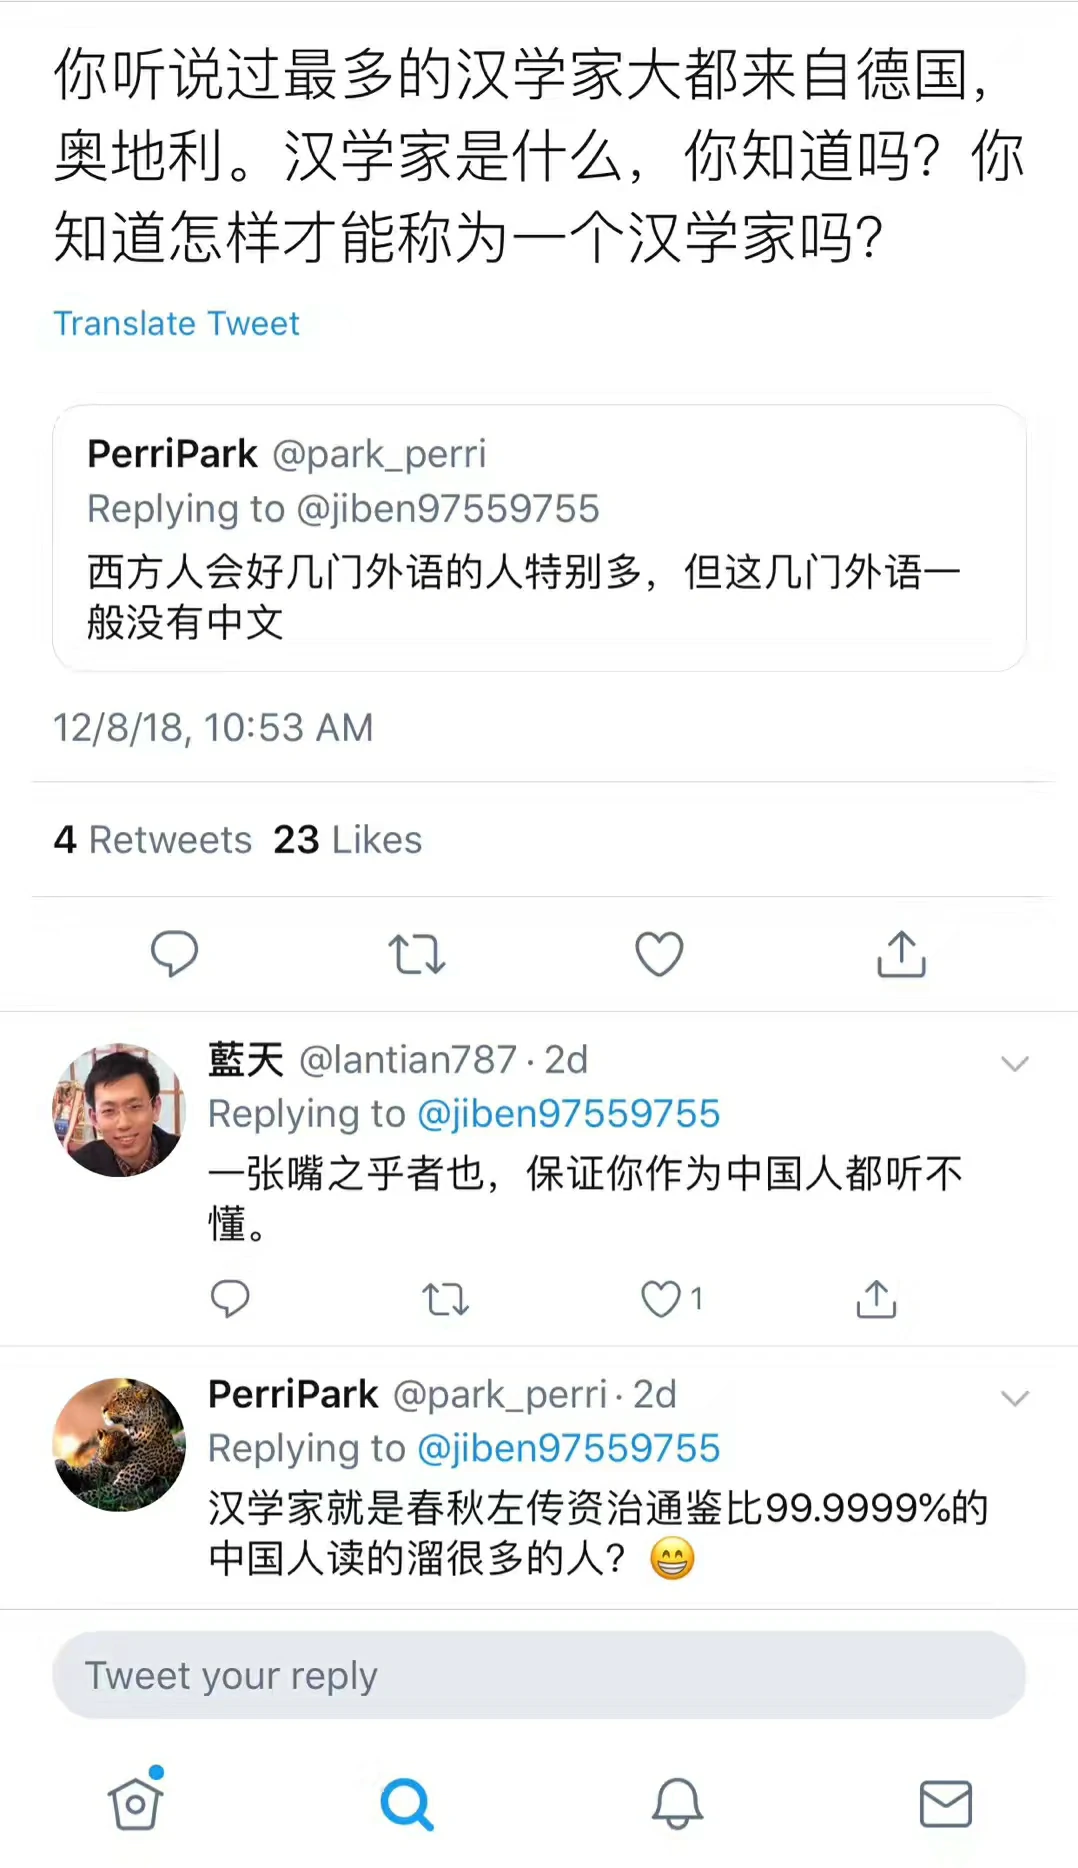 你听说过最多的汉学家大都来自德国，
奥地利。汉学家是什么，你知道吗？你
知道怎样才能称为一个汉学家吗？
Translate Tweet
PerriPark @park_perri
Replying to @jiben97559755
西方人会好几门外语的人特别多，但这几门外语一
般没有中文
12/8/18, 10:53 AM
4 Retweets 23 Likes
藍天 @lantian787 · 2d
Replying to @jiben97559755
一张嘴之乎者也，保证你作为中国人都听不
懂。
1
PerriPark @park_perri · 2d
Replying to @jiben97559755
汉学家就是春秋左传资治通鉴比99.9999%的
中国人读的溜很多的人？😁
Tweet your reply